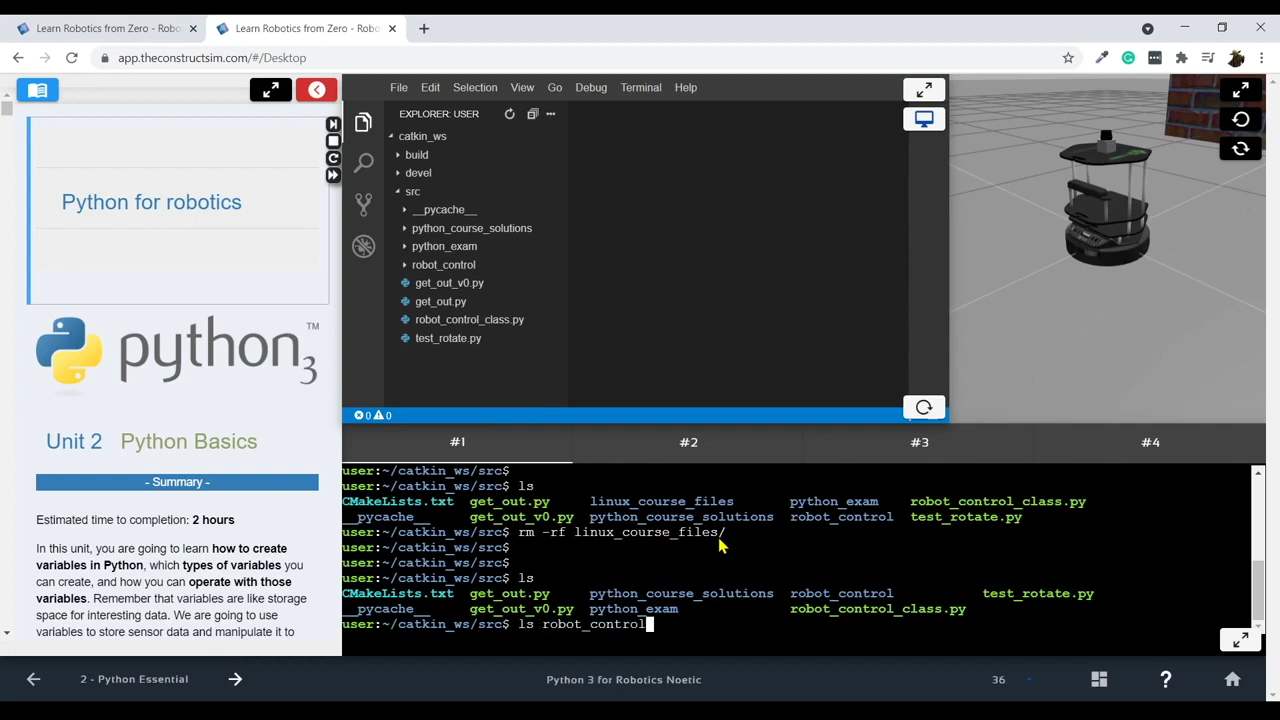 Learn Robotics from Zero - Robo
Learn Robotics from Zero - Robo
app.theconstructsim.com/#/Desktop
Python for robotics
python™
3
Unit 2 Python Basics
- Summary -
Estimated time to completion: 2 hours
In this unit, you are going to learn how to create
variables in Python, which types of variables you
can create, and how you can operate with those
variables. Remember that variables are like storage
space for interesting data. We are going to use
variables to store sensor data and manipulate it to
File Edit Selection View Go Debug Terminal Help
EXPLORER: USER
catkin_ws
build
devel
src
__pycache__
python_course_solutions
python_exam
robot_control
get_out_v0.py
get_out.py
robot_control_class.py
test_rotate.py
0 0
#1 #2 #3 #4
user:~/catkin_ws/src$
user:~/catkin_ws/src$ ls
CMakeLists.txt get_out.py linux_course_files python_exam robot_control_class.py
__pycache__ get_out_v0.py python_course_solutions robot_control test_rotate.py
user:~/catkin_ws/src$ rm -rf linux_course_files/
user:~/catkin_ws/src$
user:~/catkin_ws/src$
user:~/catkin_ws/src$ ls
CMakeLists.txt get_out.py python_course_solutions robot_control test_rotate.py
__pycache__ get_out_v0.py python_exam robot_control_class.py
user:~/catkin_ws/src$ ls robot_control
2 - Python Essential
Python 3 for Robotics Noetic
36
?